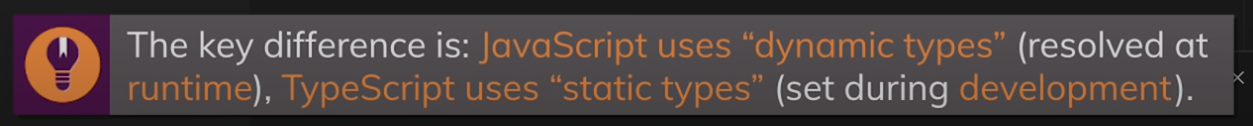 The key difference is: JavaScript uses “dynamic types” (resolved at
runtime), TypeScript uses “static types” (set during development).